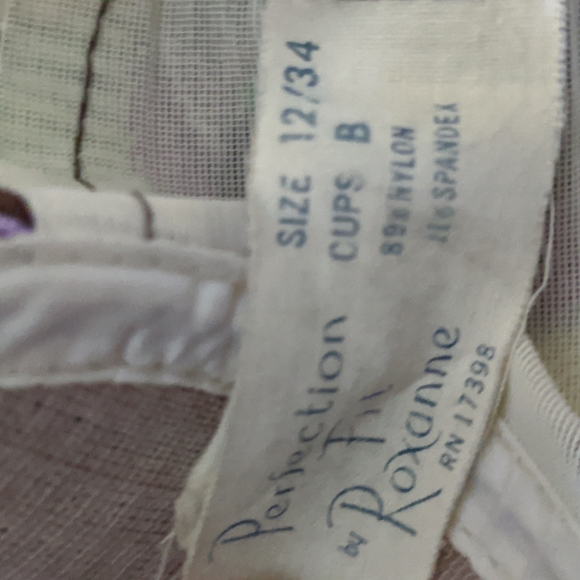 SIZE 12/34
CUPS B
89% NYLON
11% SPANDEX
Perfection
Fit
by Roxanne
RN 17398